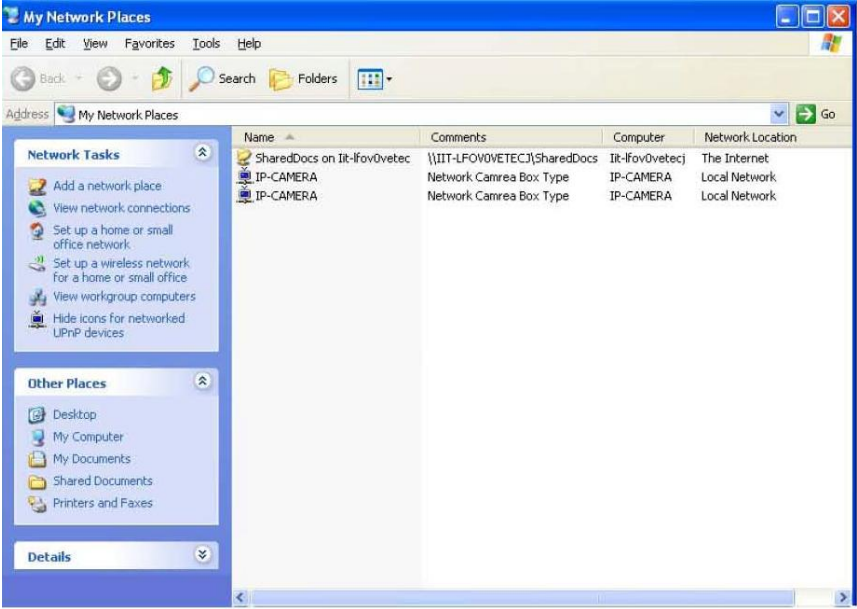 My Network Places
File Edit View Favorites Tools Help
Back Search Folders
Address My Network Places Go
Name Comments Computer Network Location
SharedDocs on Iit-lfov0vetec \\IIT-LFOV0VETECJ\SharedDocs Iit-lfov0vetecj The Internet
IP-CAMERA Network Camrea Box Type IP-CAMERA Local Network
IP-CAMERA Network Camrea Box Type IP-CAMERA Local Network
Network Tasks
Add a network place
View network connections
Set up a home or small
office network
Set up a wireless network
for a home or small office
View workgroup computers
Hide icons for networked
UPnP devices
Other Places
Desktop
My Computer
My Documents
Shared Documents
Printers and Faxes
Details